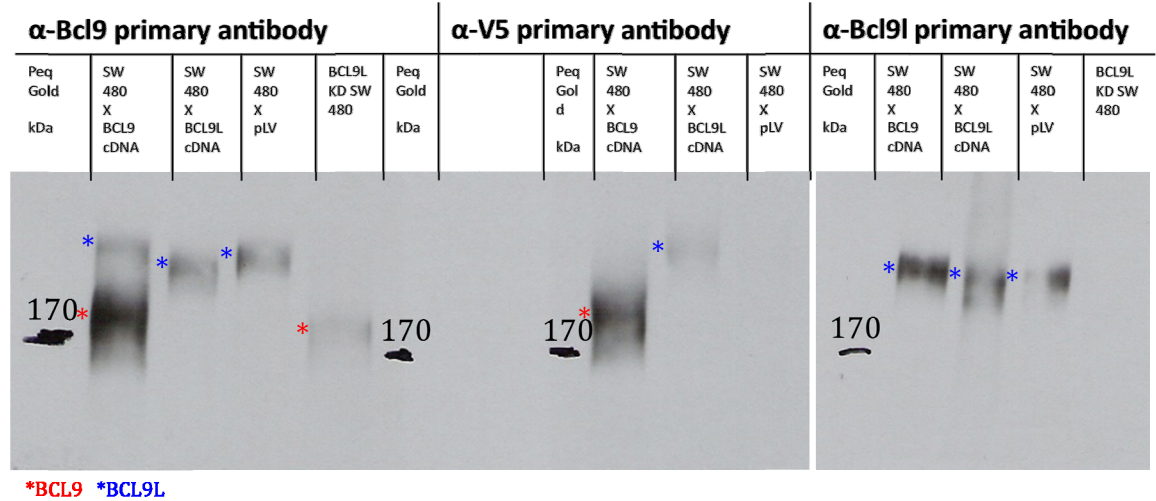 α-Bcl9 primary antibody
α-V5 primary antibody
α-Bcl9l primary antibody
Peq
Gold
kDa
SW
480
X
BCL9
cDNA
SW
480
X
BCL9L
cDNA
SW
480
X
pLV
BCL9L
KD SW
480
Peq
Gold
kDa
Peq
Gol
d
kDa
SW
480
X
BCL9
cDNA
SW
480
X
BCL9L
cDNA
SW
480
X
pLV
Peq
Gold
kDa
SW
480
X
BCL9
cDNA
SW
480
X
BCL9L
cDNA
SW
480
X
pLV
BCL9L
KD SW
480
*
*
*
170*
*
170
*
*
170
*
*
*
170
*BCL9 *BCL9L